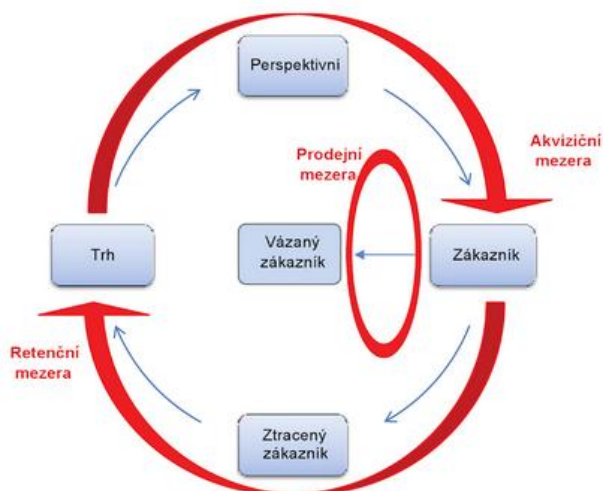 Perspektivní
Akviziční
mezera
Prodejní
mezera
Trh
Vázaný
zákazník
Zákazník
Retenční
mezera
Ztracený
zákazník